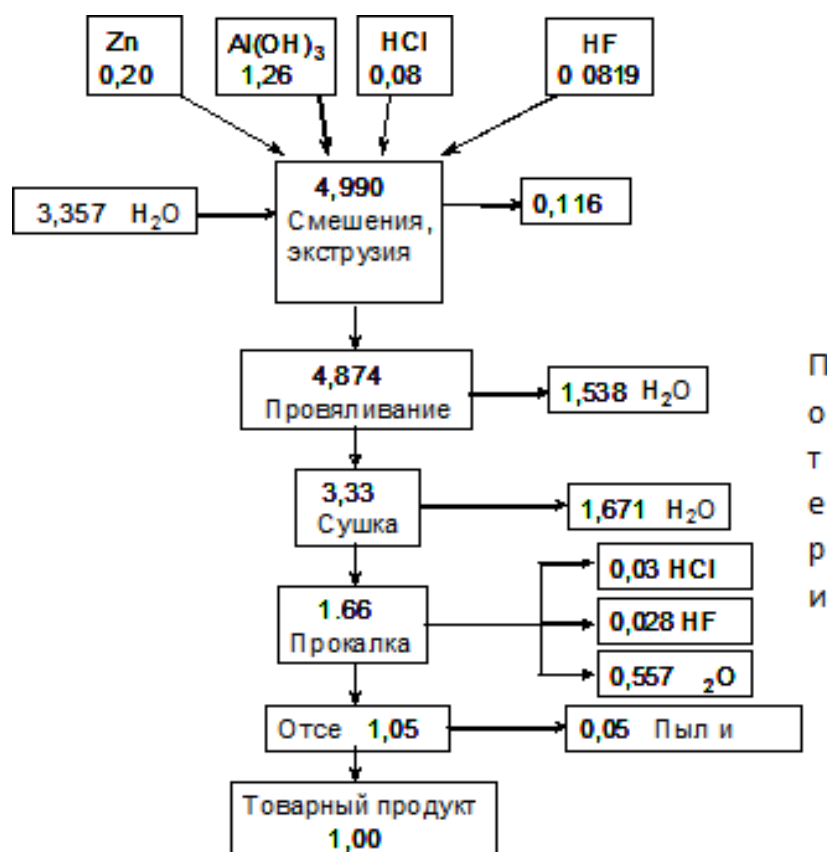 Zn
0,20
Al(OH)₃
1,26
HCl
0,08
HF
0 0819
3,357 H₂O
4,990
Смешения,
экструзия
0,116
4,874
Провяливание
1,538 H₂O
3,33
Сушка
1,671 H₂O
1.66
Прокалка
0,03 HCl
0,028 HF
0,557 ₂O
Отсе 1,05
0,05 Пыл и
Товарный продукт
1,00
П
о
т
е
р
и